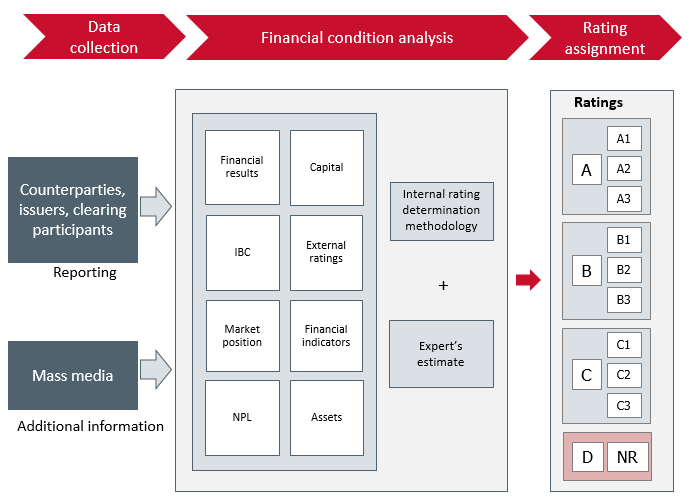 Data
collection
Financial condition analysis
Rating
assignment
Counterparties,
issuers, clearing
participants
Reporting
Mass media
Additional information
Financial
results
Capital
IBC
External
ratings
Market
position
Financial
indicators
NPL
Assets
Internal rating
determination
methodology
+
Expert's
estimate
Ratings
A
A1
A2
A3
B
B1
B2
B3
C
C1
C2
C3
D
NR